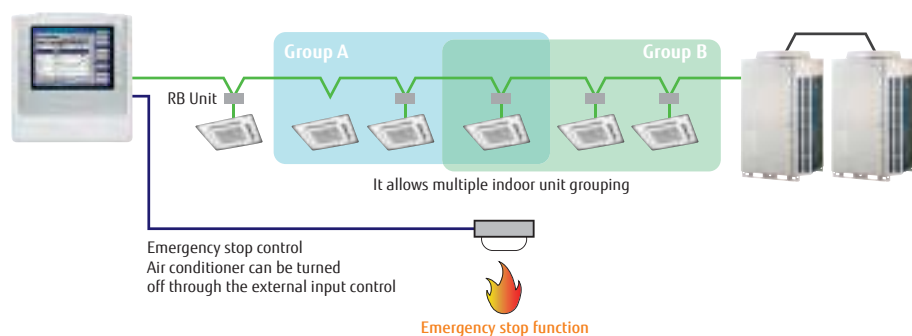 Group A
Group B
RB Unit
It allows multiple indoor unit grouping
Emergency stop control
Air conditioner can be turned
off through the external input control
Emergency stop function